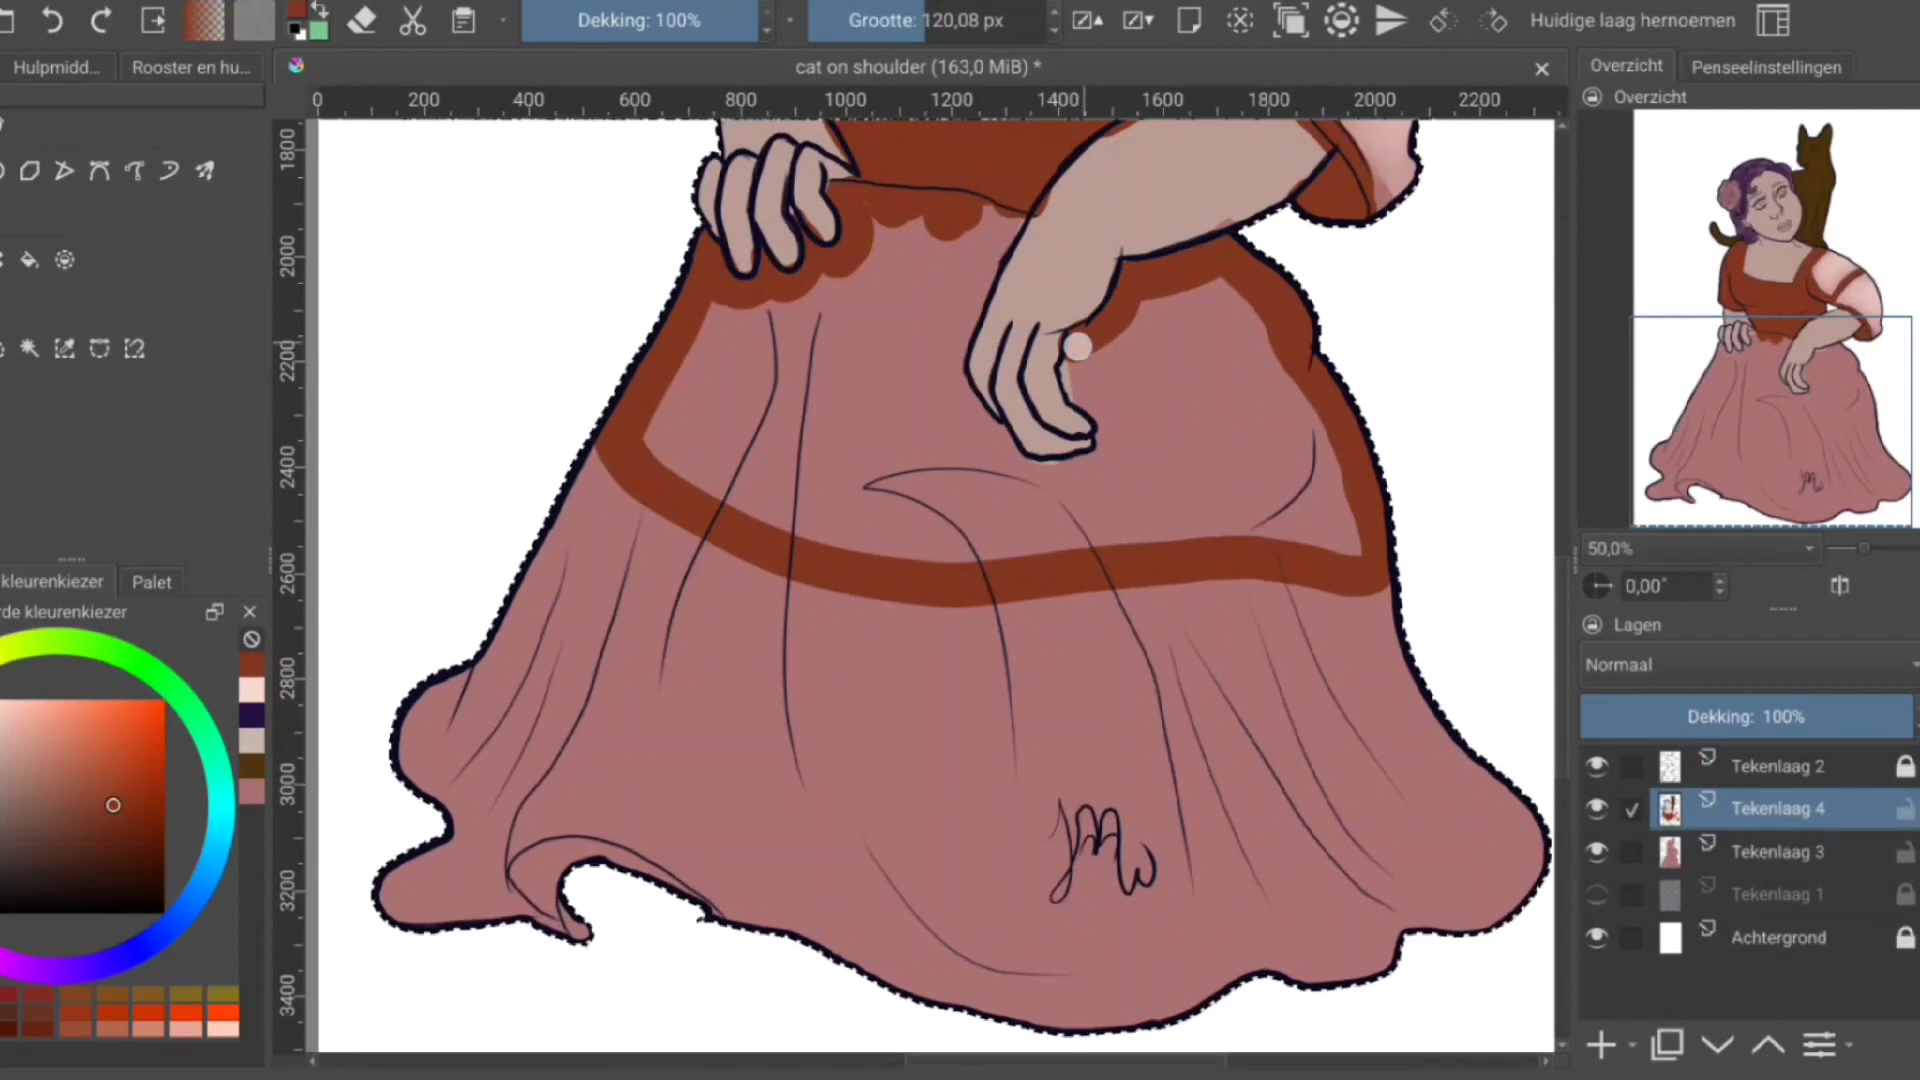 Dekking: 100%
Grootte: 120,08 px
Huidige laag hernoemen
Hulpmidd...
Rooster en hu...
cat on shoulder (163,0 MiB) *
Overzicht
Penseelinstellingen
Overzicht
0 200 400 600 800 1000 1200 1400 1600 1800 2000 2200
1800
2000
2200
2400
2600
2800
3000
3200
3400
50,0%
0,00°
kleurenkiezer
Palet
rde kleurenkiezer
Lagen
Normaal
Dekking: 100%
Tekenlaag 2
Tekenlaag 4
Tekenlaag 3
Tekenlaag 1
Achtergrond